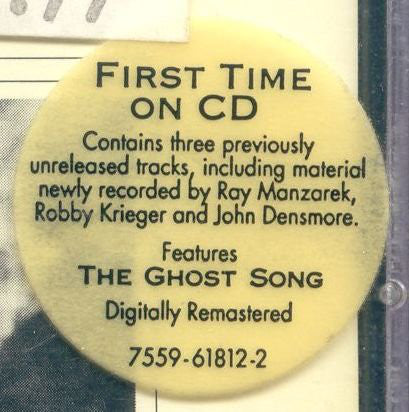 FIRST TIME
ON CD
Contains three previously
unreleased tracks, including material
newly recorded by Ray Manzarek,
Robby Krieger and John Densmore.
Features
THE GHOST SONG
Digitally Remastered
7559-61812-2